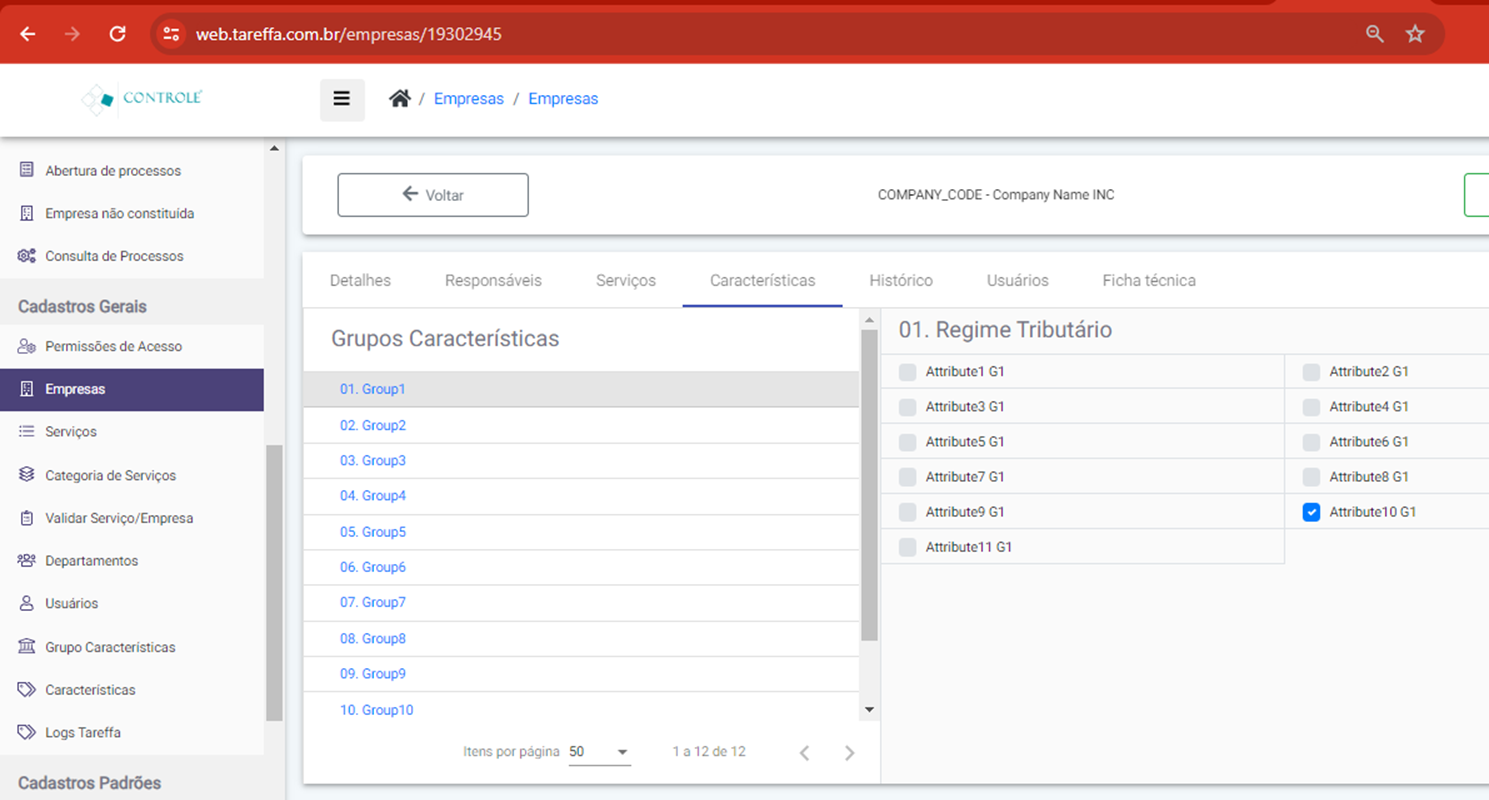 web.tareffa.com.br/empresas/19302945
CONTROLE
/ Empresas / Empresas
Abertura de processos
Empresa não constituída
Consulta de Processos
Cadastros Gerais
Permissões de Acesso
Empresas
Serviços
Categoria de Serviços
Validar Serviço/Empresa
Departamentos
Usuários
Grupo Características
Características
Logs Tareffa
Cadastros Padrões
Voltar
COMPANY_CODE - Company Name INC
Detalhes Responsáveis Serviços Características Histórico Usuários Ficha técnica
Grupos Características
01. Group1
02. Group2
03. Group3
04. Group4
05. Group5
06. Group6
07. Group7
08. Group8
09. Group9
10. Group10
Itens por página 50 1 a 12 de 12
01. Regime Tributário
Attribute1 G1 Attribute2 G1
Attribute3 G1 Attribute4 G1
Attribute5 G1 Attribute6 G1
Attribute7 G1 Attribute8 G1
Attribute9 G1 Attribute10 G1
Attribute11 G1